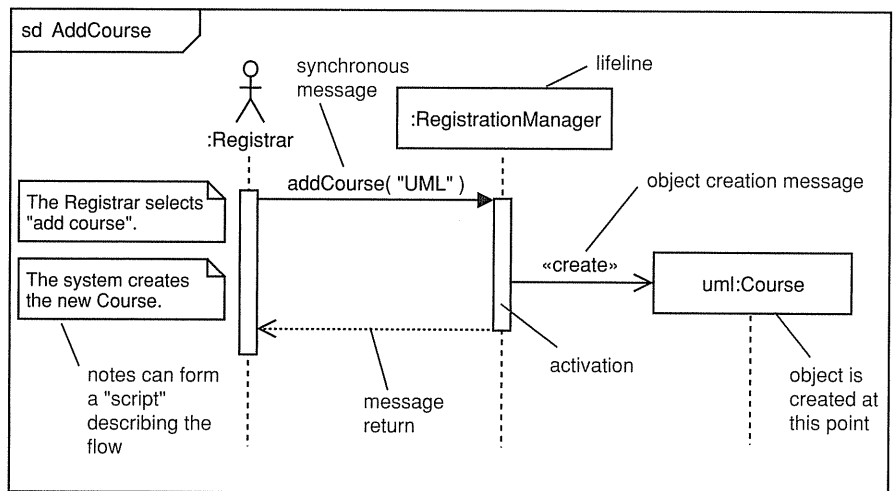 sd AddCourse
synchronous
message
lifeline
:Registrar
:RegistrationManager
The Registrar selects
"add course".
addCourse( "UML" )
object creation message
The system creates
the new Course.
«create»
uml:Course
notes can form
a "script"
describing the
flow
message
return
activation
object is
created at
this point